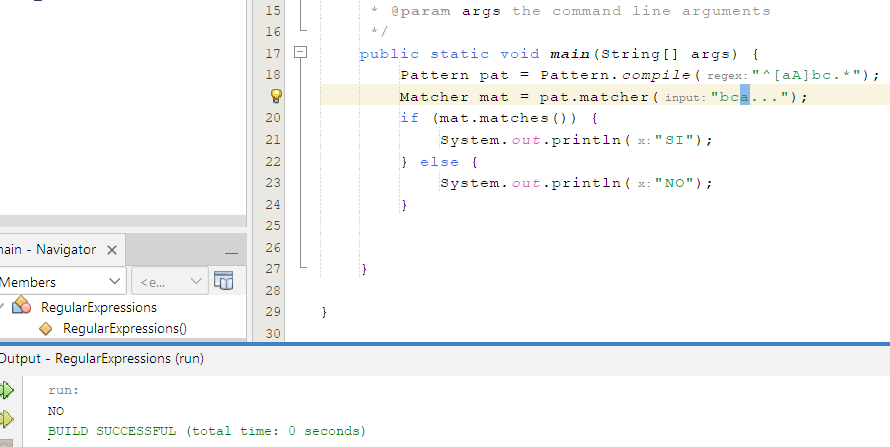 15 * @param args the command line arguments
16 */
17 public static void main(String[] args) {
18 Pattern pat = Pattern.compile( regex: "^[aA]bc.*");
Matcher mat = pat.matcher( input: "bca...");
20 if (mat.matches()) {
21 System.out.println( x: "SI");
22 } else {
23 System.out.println( x: "NO");
24 }
25
26
27 }
28
29 }
30
ain - Navigator
Members
<e...
RegularExpressions
RegularExpressions()
Output - RegularExpressions (run)
run:
NO
BUILD SUCCESSFUL (total time: 0 seconds)